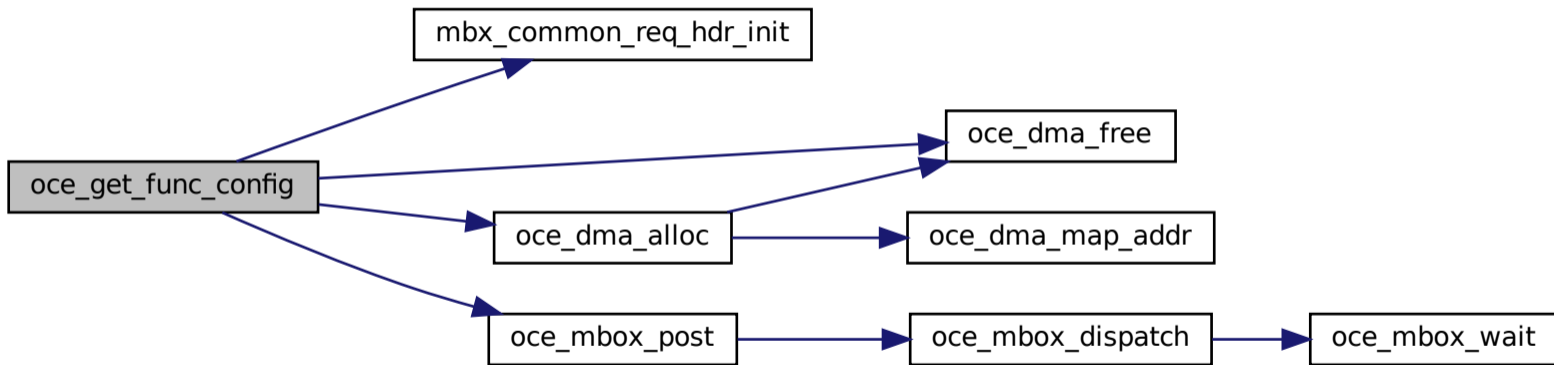 mbx_common_req_hdr_init
oce_dma_free
oce_get_func_config
oce_dma_alloc
oce_dma_map_addr
oce_mbox_post
oce_mbox_dispatch
oce_mbox_wait